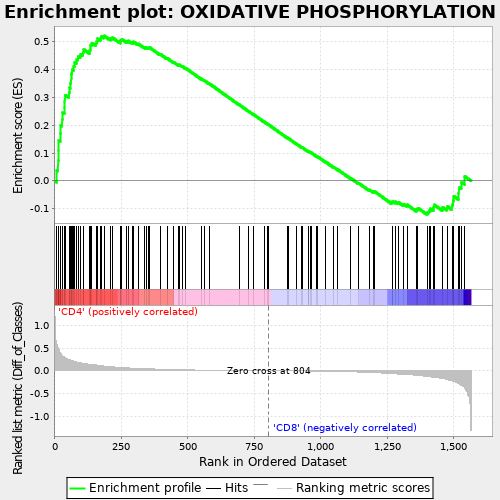 Enrichment plot: OXIDATIVE PHOSPHORYLATION
Enrichment score (ES)
0.5
0.4
0.3
0.2
0.1
0.0
-0.1
'CD4' (positively correlated)
Ranked list metric (Diff_of_Classes)
1.0
0.5
0.0
-0.5
-1.0
Zero cross at 804
'CD8' (negatively correlated)
0 250 500 750 1,000 1,250 1,500
Rank in Ordered Dataset
Enrichment profile Hits Ranking metric scores